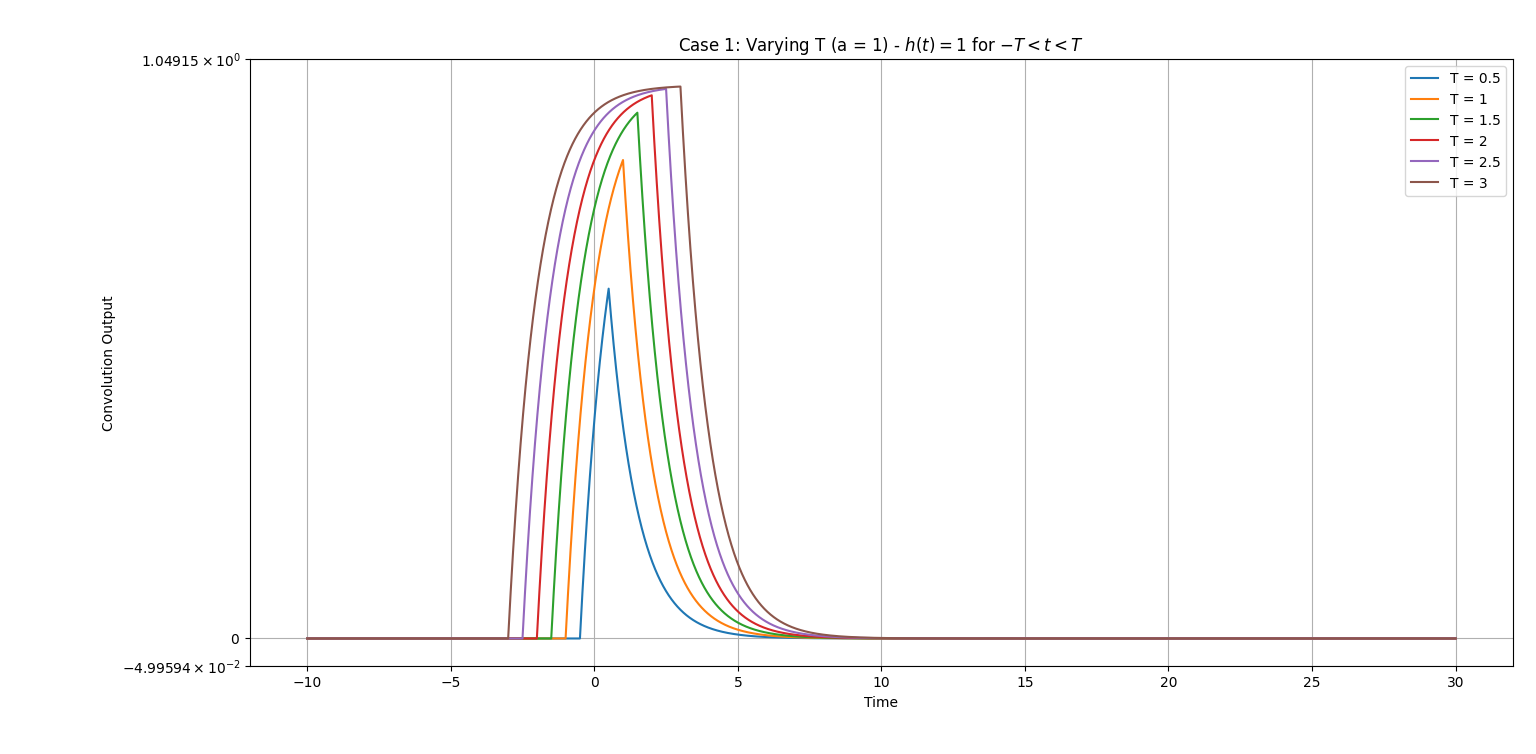 Case 1: Varying T (a = 1) - h(t) = 1 for −T < t < T
1.04915 × 10⁰
0
−4.99594 × 10⁻²
Convolution Output
−10 −5 0 5 10 15 20 25 30
Time
T = 0.5
T = 1
T = 1.5
T = 2
T = 2.5
T = 3